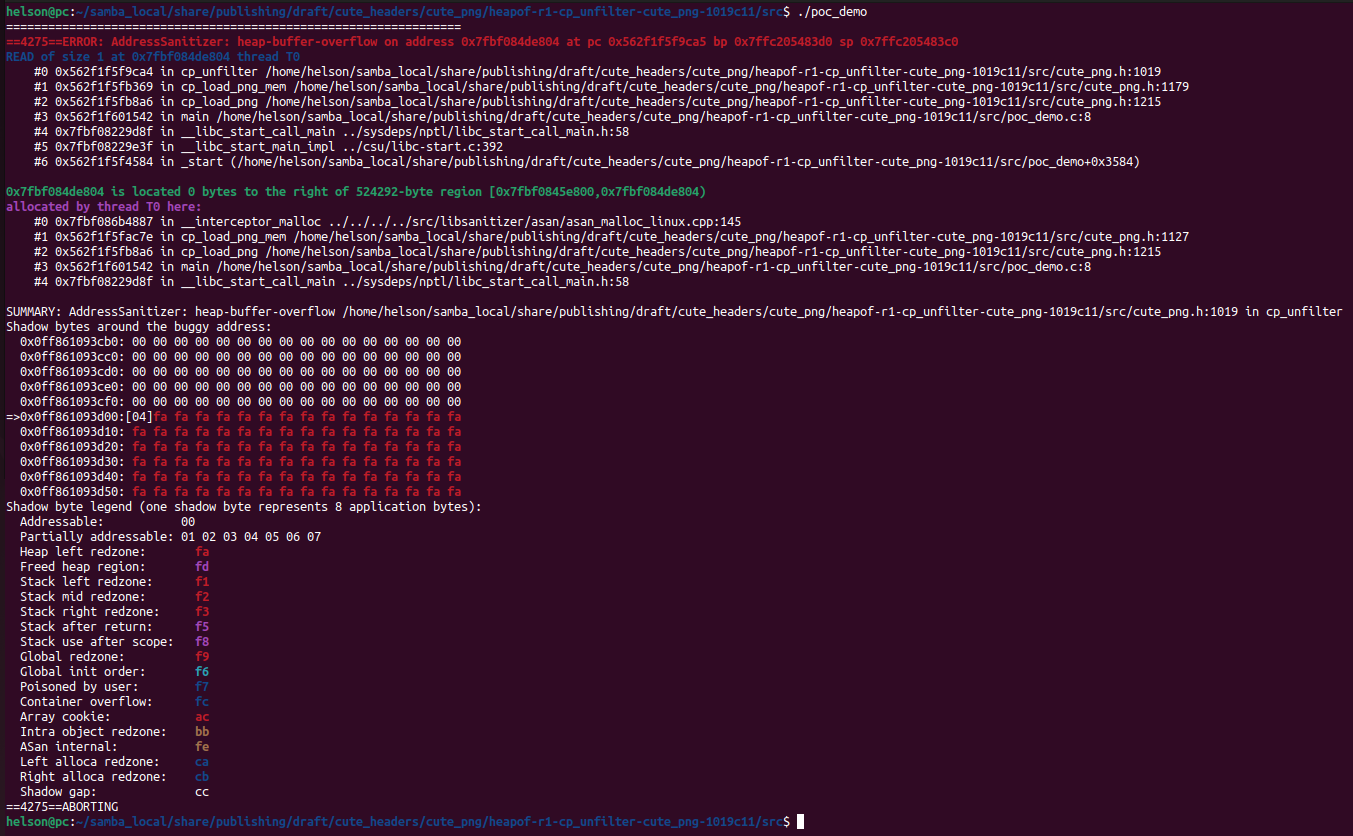 helson@pc:~/samba_local/share/publishing/draft/cute_headers/cute_png/heapof-r1-cp_unfilter-cute_png-1019c11/src$ ./poc_demo
=================================================================
==4275==ERROR: AddressSanitizer: heap-buffer-overflow on address 0x7fbf084de804 at pc 0x562f1f5f9ca5 bp 0x7ffc205483d0 sp 0x7ffc205483c0
READ of size 1 at 0x7fbf084de804 thread T0
    #0 0x562f1f5f9ca4 in cp_unfilter /home/helson/samba_local/share/publishing/draft/cute_headers/cute_png/heapof-r1-cp_unfilter-cute_png-1019c11/src/cute_png.h:1019
    #1 0x562f1f5fb369 in cp_load_png_mem /home/helson/samba_local/share/publishing/draft/cute_headers/cute_png/heapof-r1-cp_unfilter-cute_png-1019c11/src/cute_png.h:1179
    #2 0x562f1f5fb8a6 in cp_load_png /home/helson/samba_local/share/publishing/draft/cute_headers/cute_png/heapof-r1-cp_unfilter-cute_png-1019c11/src/cute_png.h:1215
    #3 0x562f1f601542 in main /home/helson/samba_local/share/publishing/draft/cute_headers/cute_png/heapof-r1-cp_unfilter-cute_png-1019c11/src/poc_demo.c:8
    #4 0x7fbf08229d8f in __libc_start_call_main ../sysdeps/nptl/libc_start_call_main.h:58
    #5 0x7fbf08229e3f in __libc_start_main_impl ../csu/libc-start.c:392
    #6 0x562f1f5f4584 in _start (/home/helson/samba_local/share/publishing/draft/cute_headers/cute_png/heapof-r1-cp_unfilter-cute_png-1019c11/src/poc_demo+0x3584)

0x7fbf084de804 is located 0 bytes to the right of 524292-byte region [0x7fbf0845e800,0x7fbf084de804)
allocated by thread T0 here:
    #0 0x7fbf086b4887 in __interceptor_malloc ../../../../src/libsanitizer/asan/asan_malloc_linux.cpp:145
    #1 0x562f1f5fac7e in cp_load_png_mem /home/helson/samba_local/share/publishing/draft/cute_headers/cute_png/heapof-r1-cp_unfilter-cute_png-1019c11/src/cute_png.h:1127
    #2 0x562f1f5fb8a6 in cp_load_png /home/helson/samba_local/share/publishing/draft/cute_headers/cute_png/heapof-r1-cp_unfilter-cute_png-1019c11/src/cute_png.h:1215
    #3 0x562f1f601542 in main /home/helson/samba_local/share/publishing/draft/cute_headers/cute_png/heapof-r1-cp_unfilter-cute_png-1019c11/src/poc_demo.c:8
    #4 0x7fbf08229d8f in __libc_start_call_main ../sysdeps/nptl/libc_start_call_main.h:58

SUMMARY: AddressSanitizer: heap-buffer-overflow /home/helson/samba_local/share/publishing/draft/cute_headers/cute_png/heapof-r1-cp_unfilter-cute_png-1019c11/src/cute_png.h:1019 in cp_unfilter
Shadow bytes around the buggy address:
  0x0ff861093cb0: 00 00 00 00 00 00 00 00 00 00 00 00 00 00 00 00
  0x0ff861093cc0: 00 00 00 00 00 00 00 00 00 00 00 00 00 00 00 00
  0x0ff861093cd0: 00 00 00 00 00 00 00 00 00 00 00 00 00 00 00 00
  0x0ff861093ce0: 00 00 00 00 00 00 00 00 00 00 00 00 00 00 00 00
  0x0ff861093cf0: 00 00 00 00 00 00 00 00 00 00 00 00 00 00 00 00
=>0x0ff861093d00:[04]fa fa fa fa fa fa fa fa fa fa fa fa fa fa fa
  0x0ff861093d10: fa fa fa fa fa fa fa fa fa fa fa fa fa fa fa fa
  0x0ff861093d20: fa fa fa fa fa fa fa fa fa fa fa fa fa fa fa fa
  0x0ff861093d30: fa fa fa fa fa fa fa fa fa fa fa fa fa fa fa fa
  0x0ff861093d40: fa fa fa fa fa fa fa fa fa fa fa fa fa fa fa fa
  0x0ff861093d50: fa fa fa fa fa fa fa fa fa fa fa fa fa fa fa fa
Shadow byte legend (one shadow byte represents 8 application bytes):
  Addressable:           00
  Partially addressable: 01 02 03 04 05 06 07
  Heap left redzone:       fa
  Freed heap region:       fd
  Stack left redzone:      f1
  Stack mid redzone:       f2
  Stack right redzone:     f3
  Stack after return:      f5
  Stack use after scope:   f8
  Global redzone:          f9
  Global init order:       f6
  Poisoned by user:        f7
  Container overflow:      fc
  Array cookie:            ac
  Intra object redzone:    bb
  ASan internal:           fe
  Left alloca redzone:     ca
  Right alloca redzone:    cb
  Shadow gap:              cc
==4275==ABORTING
helson@pc:~/samba_local/share/publishing/draft/cute_headers/cute_png/heapof-r1-cp_unfilter-cute_png-1019c11/src$